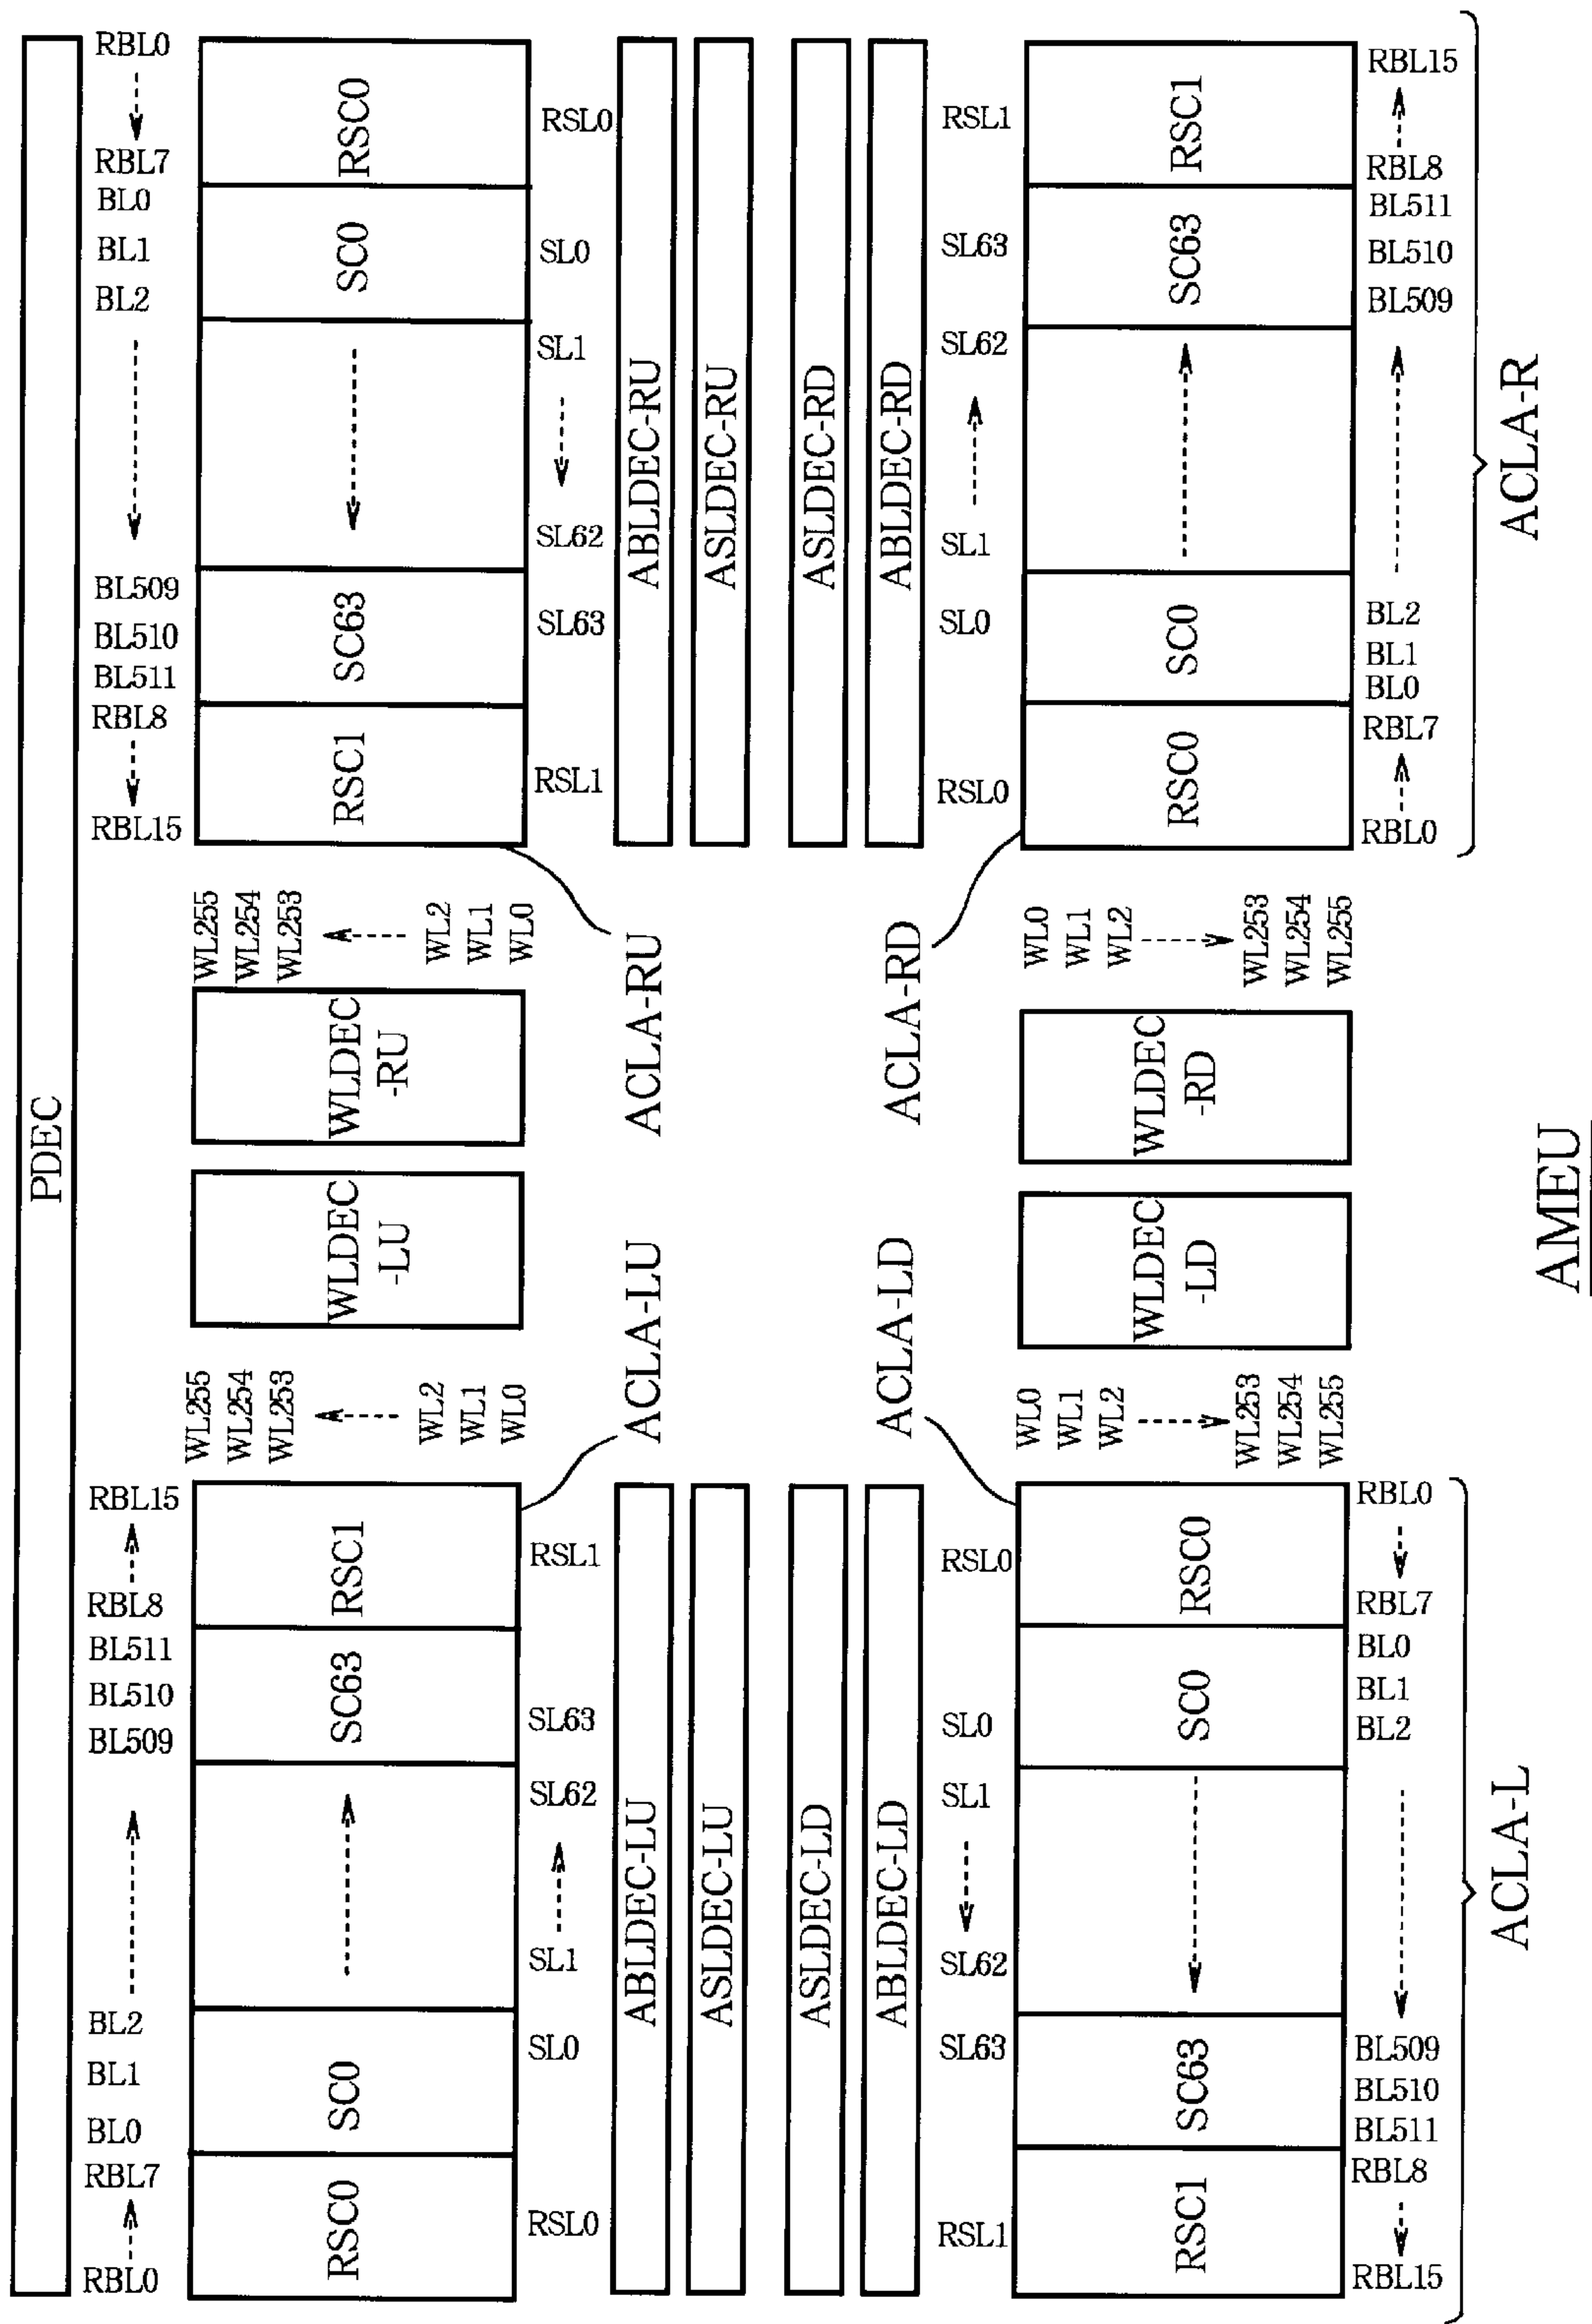 PDEC
RBL0
RBL7
BL0
BL1
BL2
BL509
BL510
BL511
RBL8
RBL15
RSC0
SC0
SC63
RSC1
RSL0
SL0
SL1
SL62
SL63
RSL1
ABLDEC-RU
ASLDEC-RU
ASLDEC-RD
ABLDEC-RD
RSL1
SL63
SL62
SL1
SL0
RSL0
RSC1
SC63
SC0
RSC0
RBL15
RBL8
BL511
BL510
BL509
BL2
BL1
BL0
RBL7
RBL0
ACLA-R
WL255
WL254
WL253
WL2
WL1
WL0
ACLA-RU
ACLA-RD
WL0
WL1
WL2
WL253
WL254
WL255
WLDEC
-RU
WLDEC
-RD
WLDEC
-LU
WLDEC
-LD
AMEU
ACLA-LU
ACLA-LD
WL255
WL254
WL253
WL2
WL1
WL0
WL0
WL1
WL2
WL253
WL254
WL255
RBL15
RBL8
BL511
BL510
BL509
BL2
BL1
BL0
RBL7
RBL0
RSC1
SC63
SC0
RSC0
RSL1
SL63
SL62
SL1
SL0
RSL0
ABLDEC-LU
ASLDEC-LU
ASLDEC-LD
ABLDEC-LD
RSL0
SL0
SL1
SL62
SL63
RSL1
RSC0
SC0
SC63
RSC1
RBL0
RBL7
BL0
BL1
BL2
BL509
BL510
BL511
RBL8
RBL15
ACLA-L